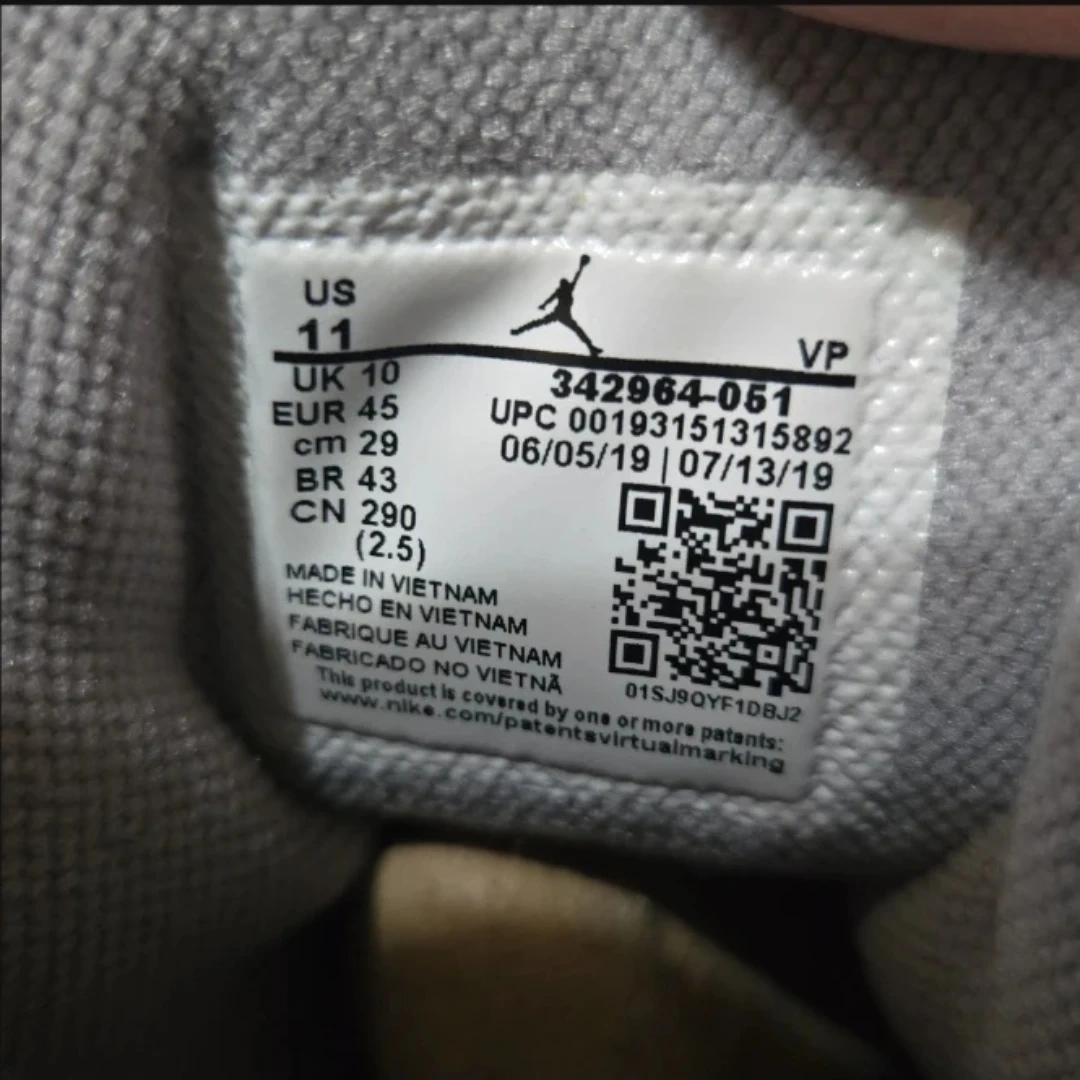 US
11
VP
UK 10
EUR 45
cm 29
BR 43
CN 290
(2.5)
342964-051
UPC 00193151315892
06/05/19 | 07/13/19
MADE IN VIETNAM
HECHO EN VIETNAM
FABRIQUE AU VIETNAM
FABRICADO NO VIETNÃ
01SJ9QYF1DBJ2
This product is covered by one or more patents:
www.nike.com/patentsvirtualmarking